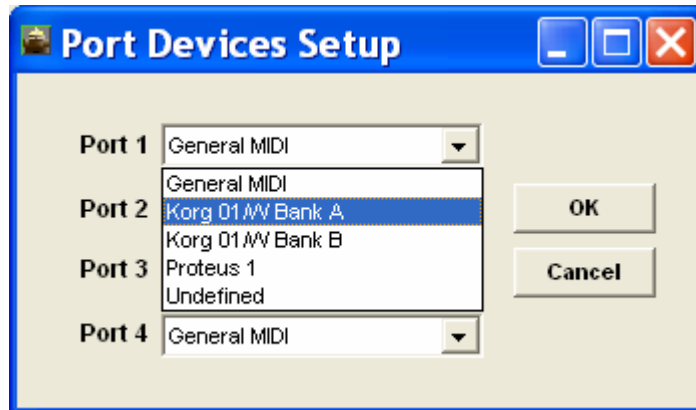 Port Devices Setup
Port 1 General MIDI
General MIDI
Port 2 Korg 01/W Bank A OK
Korg 01/W Bank B
Port 3 Proteus 1 Cancel
Undefined
Port 4 General MIDI